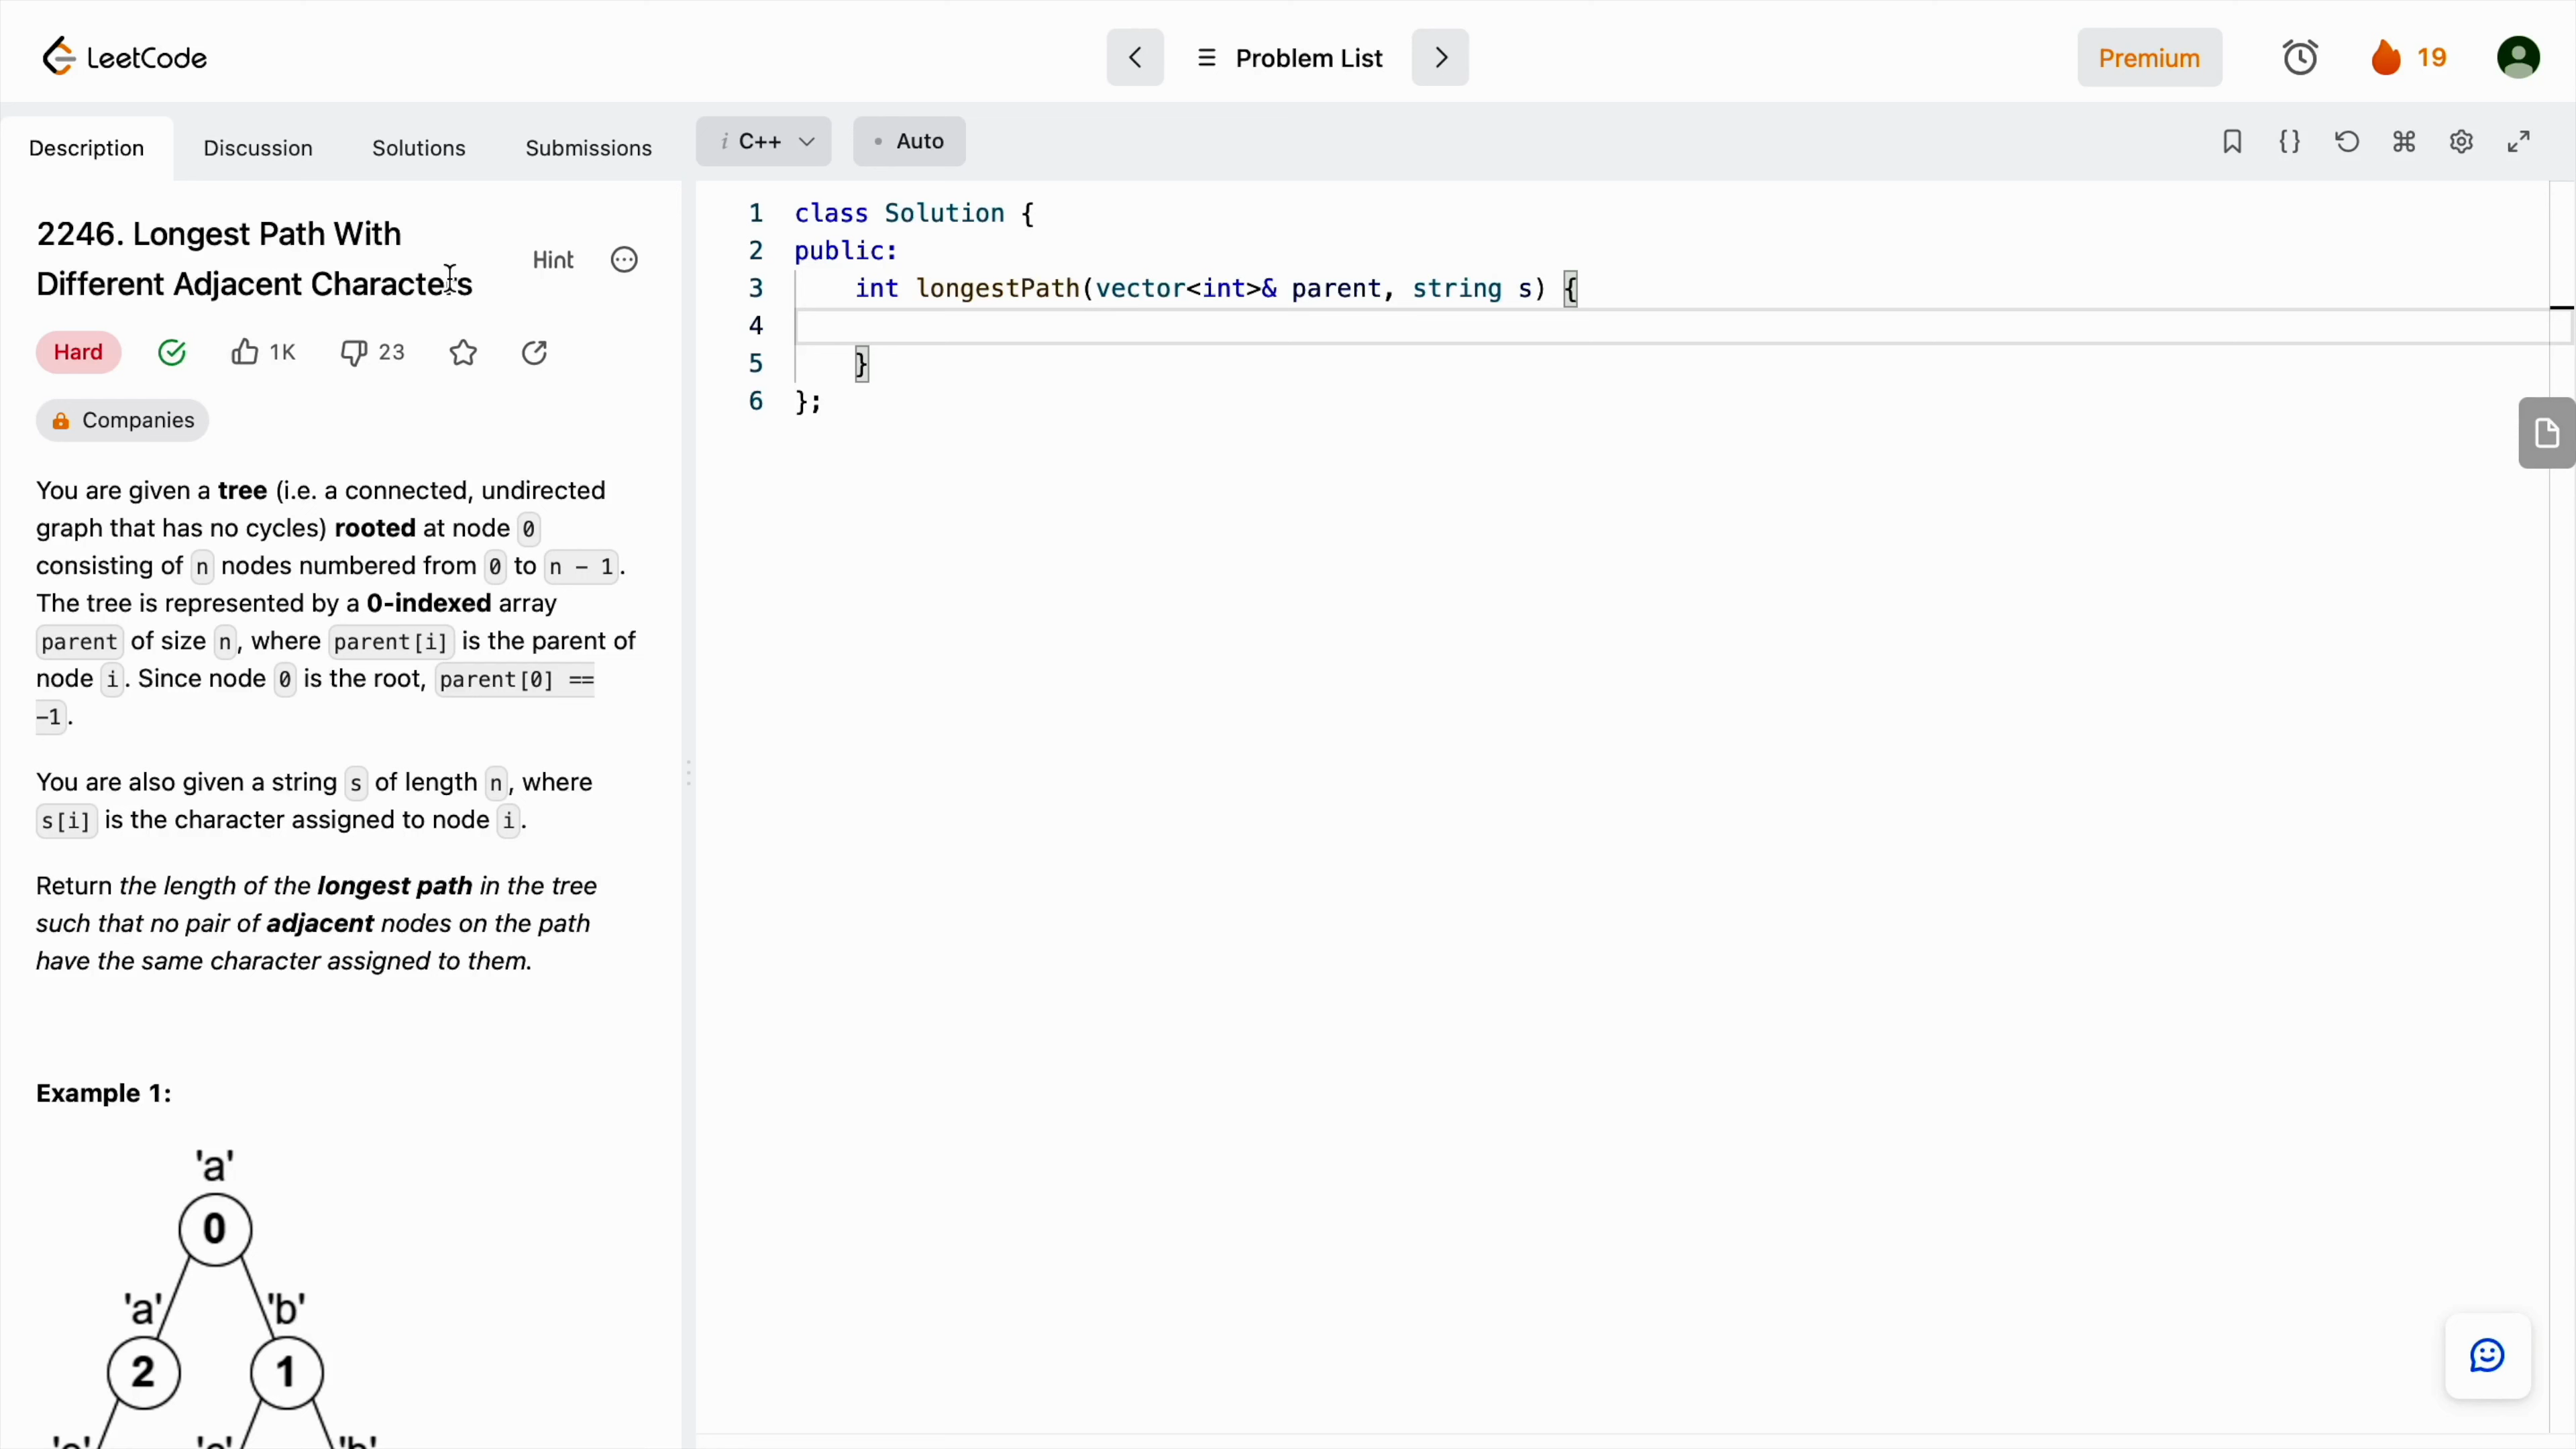 LeetCode
Problem List
Premium
19
Description Discussion Solutions Submissions
i C++
• Auto
2246. Longest Path With
Different Adjacent Characters
Hint
Hard 1K 23
Companies
You are given a tree (i.e. a connected, undirected
graph that has no cycles) rooted at node 0
consisting of n nodes numbered from 0 to n - 1.
The tree is represented by a 0-indexed array
parent of size n, where parent[i] is the parent of
node i. Since node 0 is the root, parent[0] ==
-1.
You are also given a string s of length n, where
s[i] is the character assigned to node i.
Return the length of the longest path in the tree
such that no pair of adjacent nodes on the path
have the same character assigned to them.
Example 1:
'a'
0
'a' 'b'
2 1
1 class Solution {
2 public:
3 int longestPath(vector<int>& parent, string s) {
4
5 }
6 };